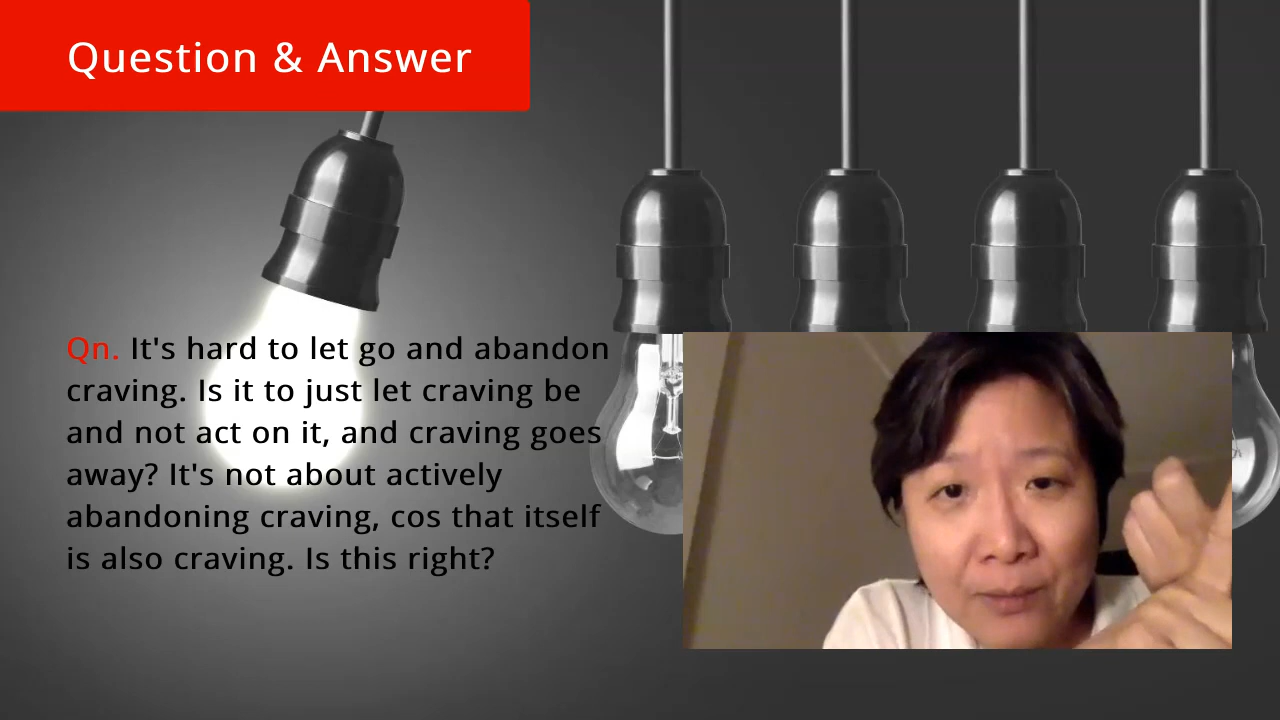 Question & Answer
Qn. It's hard to let go and abandon
craving. Is it to just let craving be
and not act on it, and craving goes
away? It's not about actively
abandoning craving, cos that itself
is also craving. Is this right?